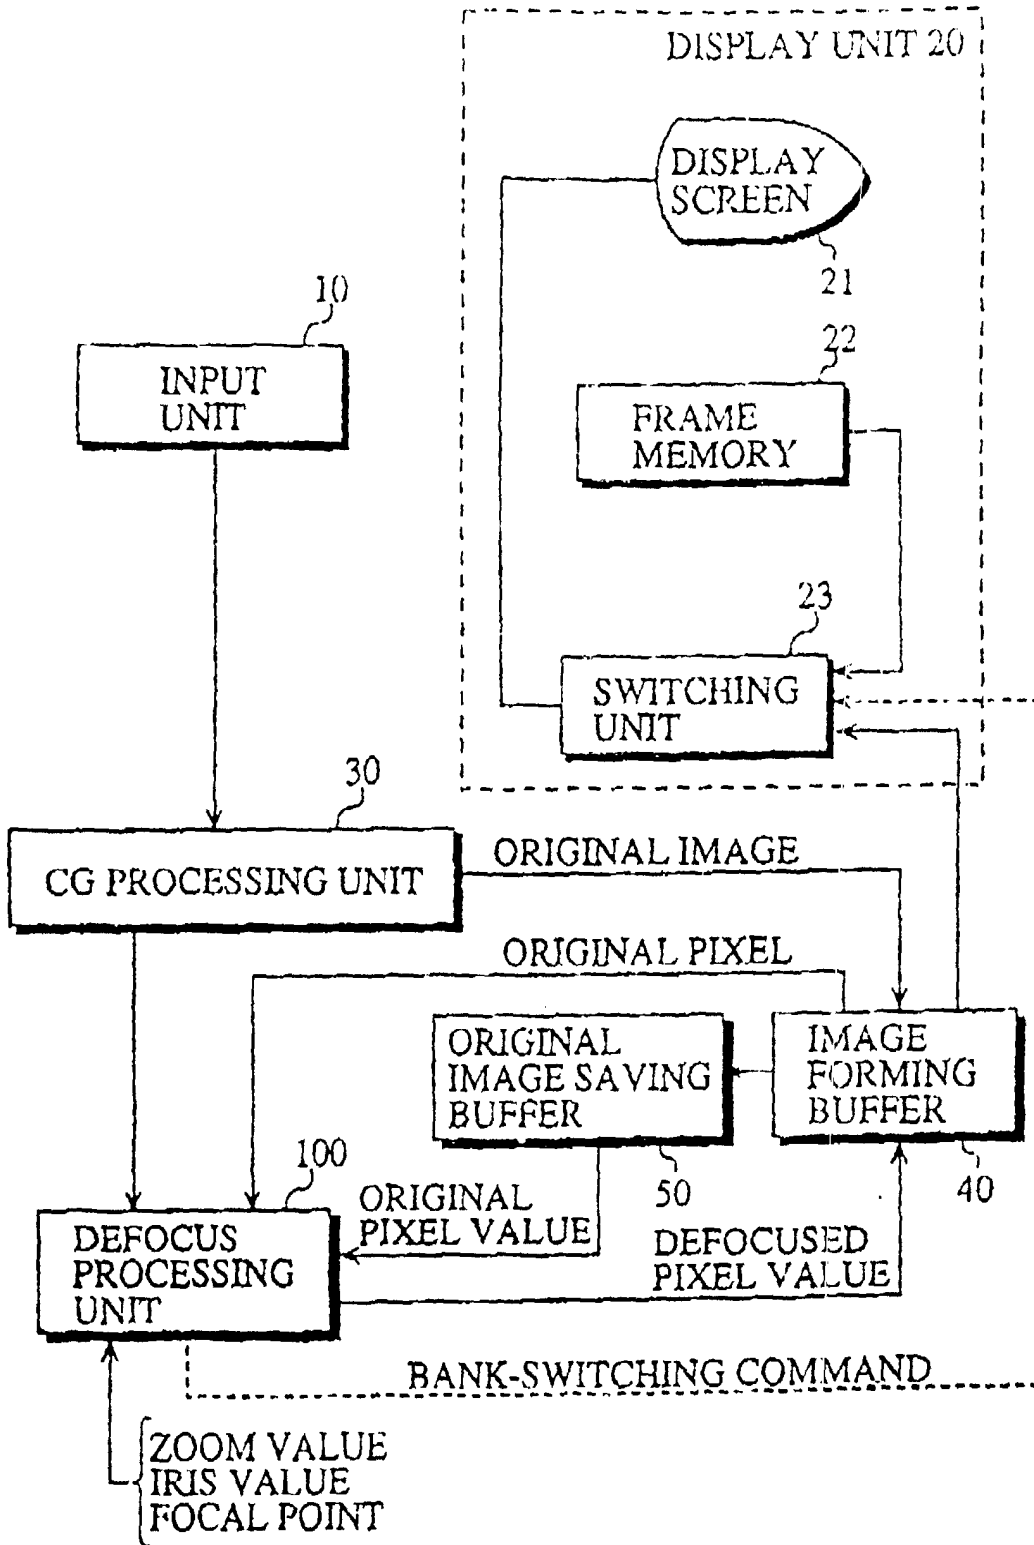 DISPLAY UNIT 20
DISPLAY
SCREEN
21
10
INPUT
UNIT
22
FRAME
MEMORY
23
SWITCHING
UNIT
30
CG PROCESSING UNIT
ORIGINAL IMAGE
ORIGINAL PIXEL
ORIGINAL
IMAGE SAVING
BUFFER
50
IMAGE
FORMING
BUFFER
40
100
DEFOCUS
PROCESSING
UNIT
ORIGINAL
PIXEL VALUE
DEFOCUSED
PIXEL VALUE
BANK-SWITCHING COMMAND
ZOOM VALUE
IRIS VALUE
FOCAL POINT